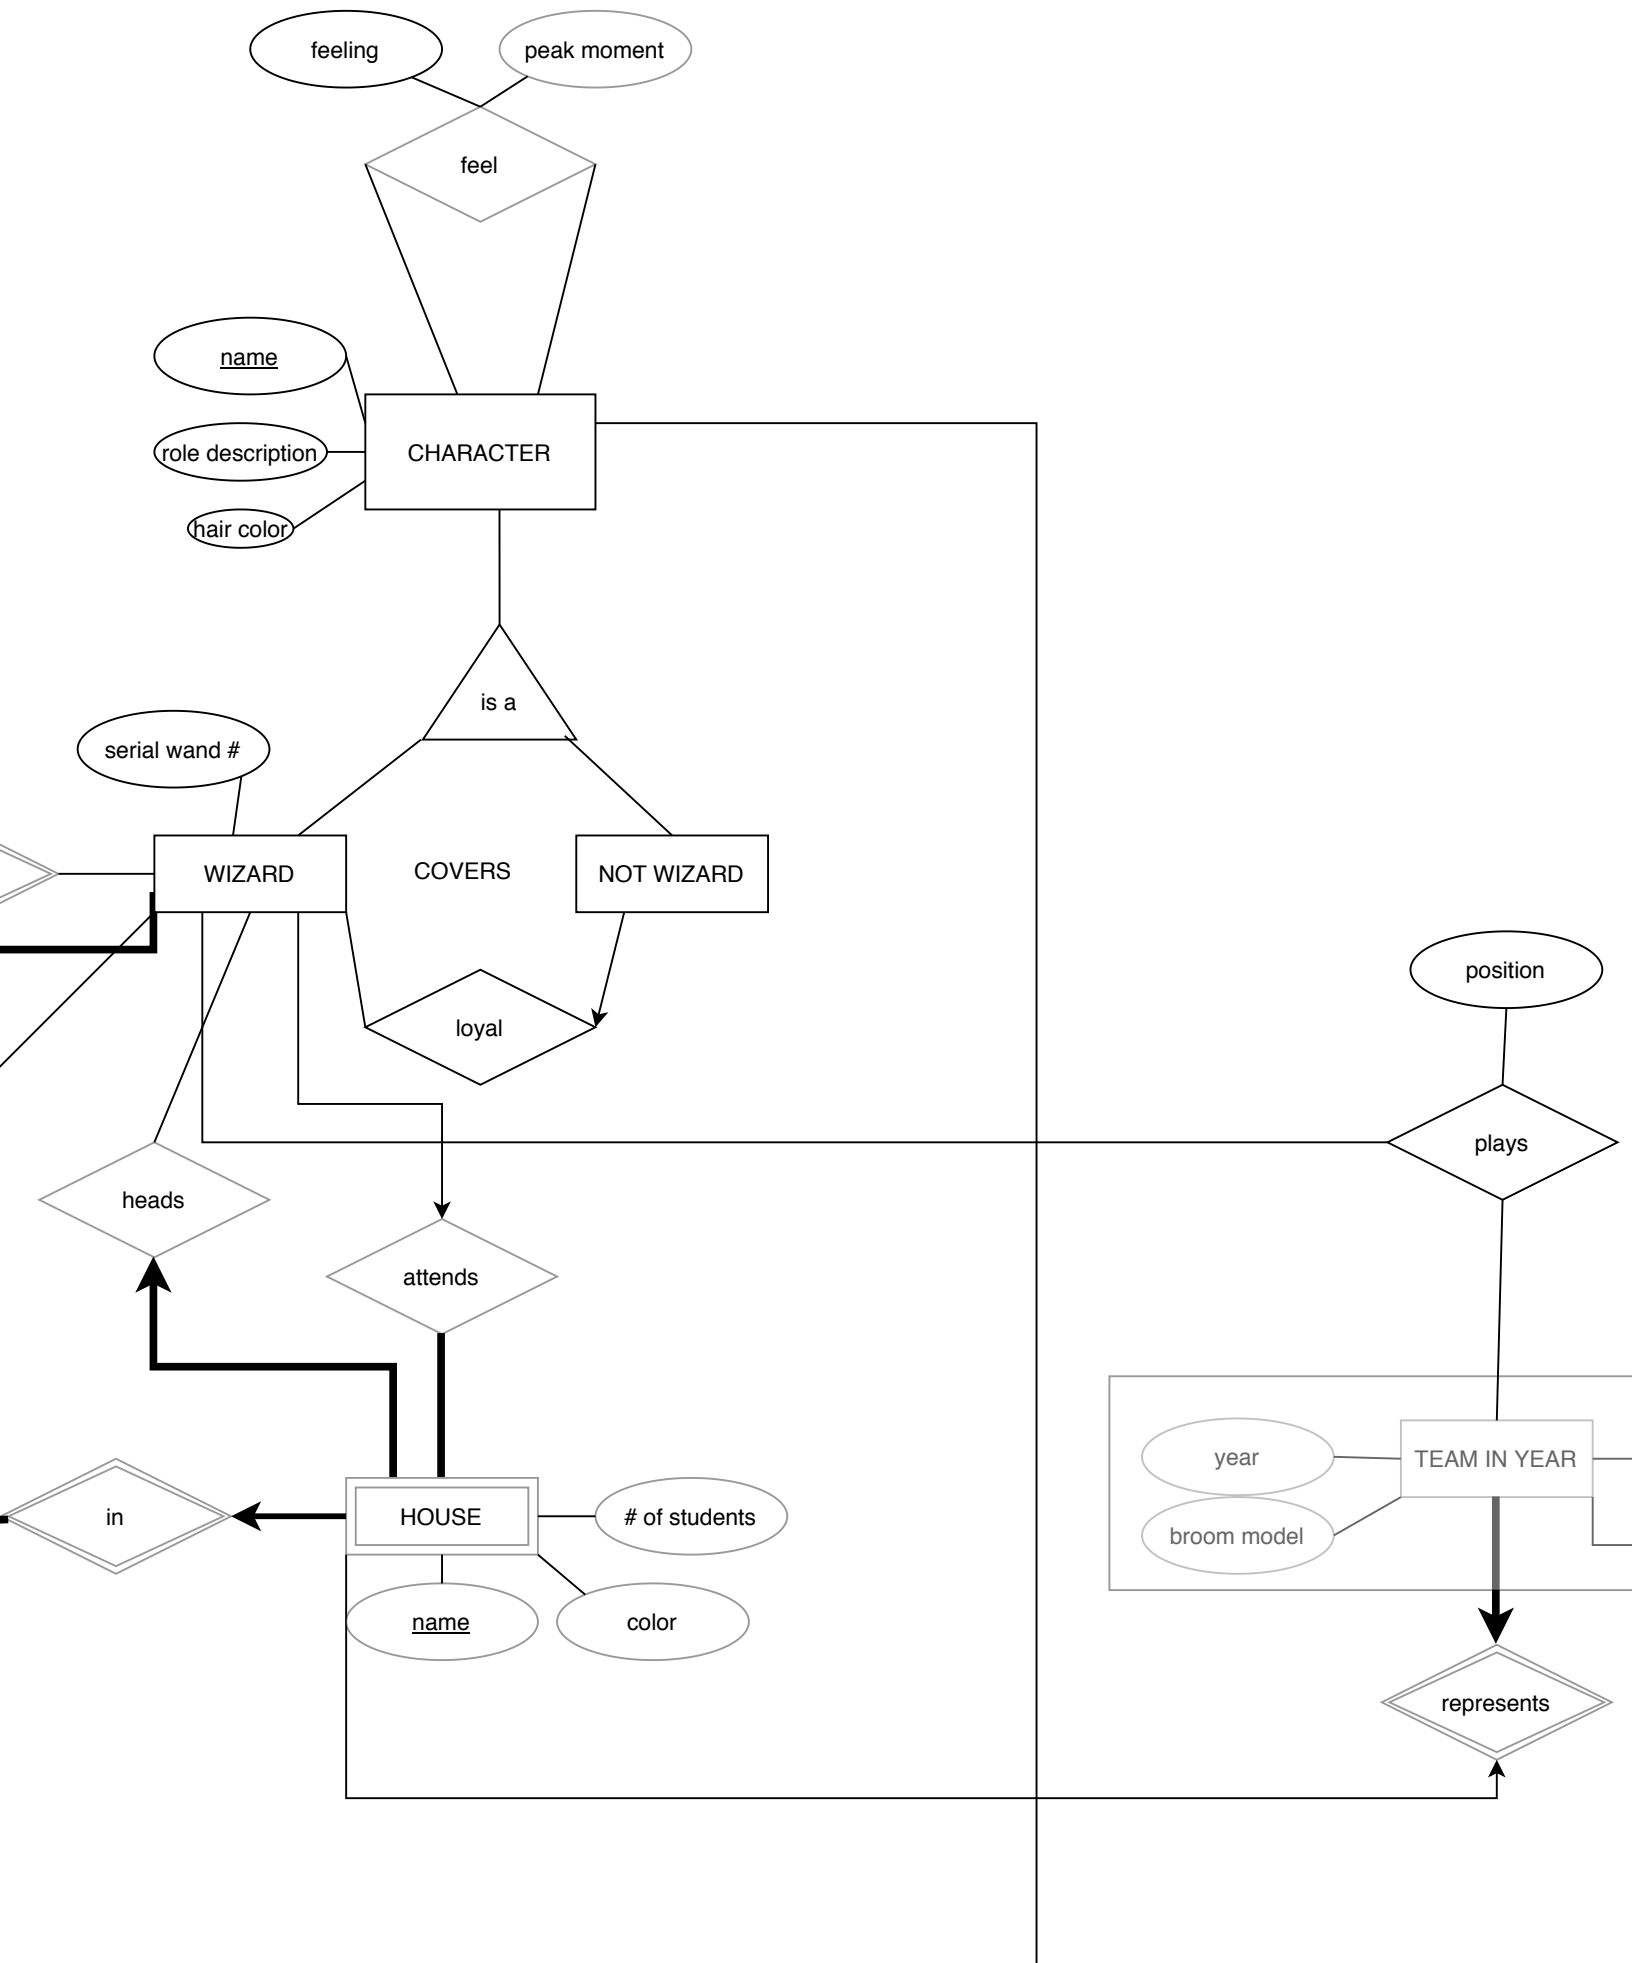 feeling
peak moment
feel
name
role description
CHARACTER
hair color
is a
serial wand #
WIZARD
COVERS
NOT WIZARD
position
loyal
plays
heads
attends
year
TEAM IN YEAR
in
HOUSE
# of students
broom model
name
color
represents